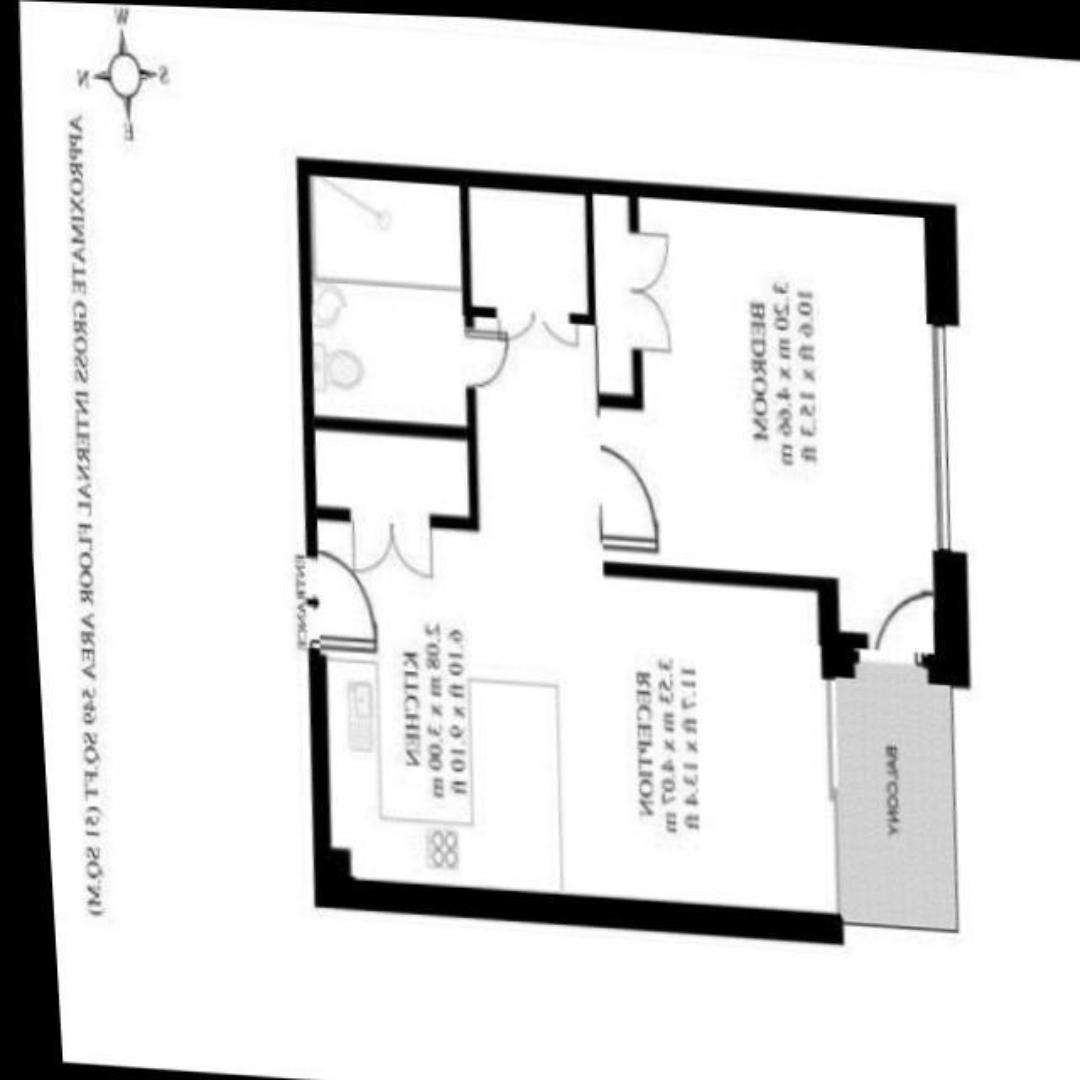 W
N S
E
APPROXIMATE GROSS INTERNAL FLOOR AREA 549 SQ.FT (51 SQ.M)
ENTRANCE
KITCHEN
2.08 m x 3.00 m
6.10 ft x 9.10 ft
RECEPTION
3.53 m x 4.07 m
11.7 ft x 13.4 ft
BEDROOM
3.20 m x 4.66 m
10.6 ft x 15.3 ft
BALCONY